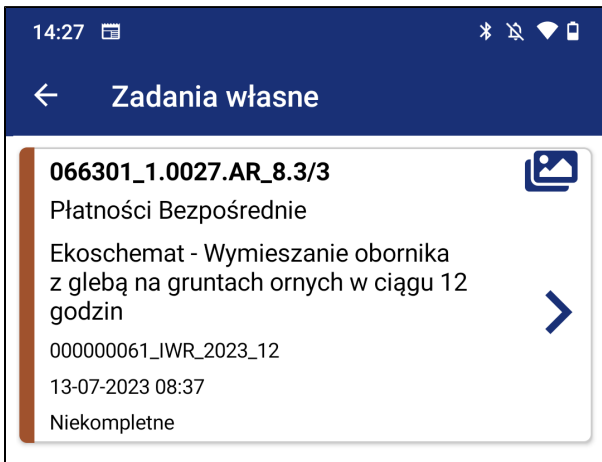 14:27
Zadania własne
066301_1.0027.AR_8.3/3
Płatności Bezpośrednie
Ekoschemat - Wymieszanie obornika
z glebą na gruntach ornych w ciągu 12
godzin
000000061_IWR_2023_12
13-07-2023 08:37
Niekompletne